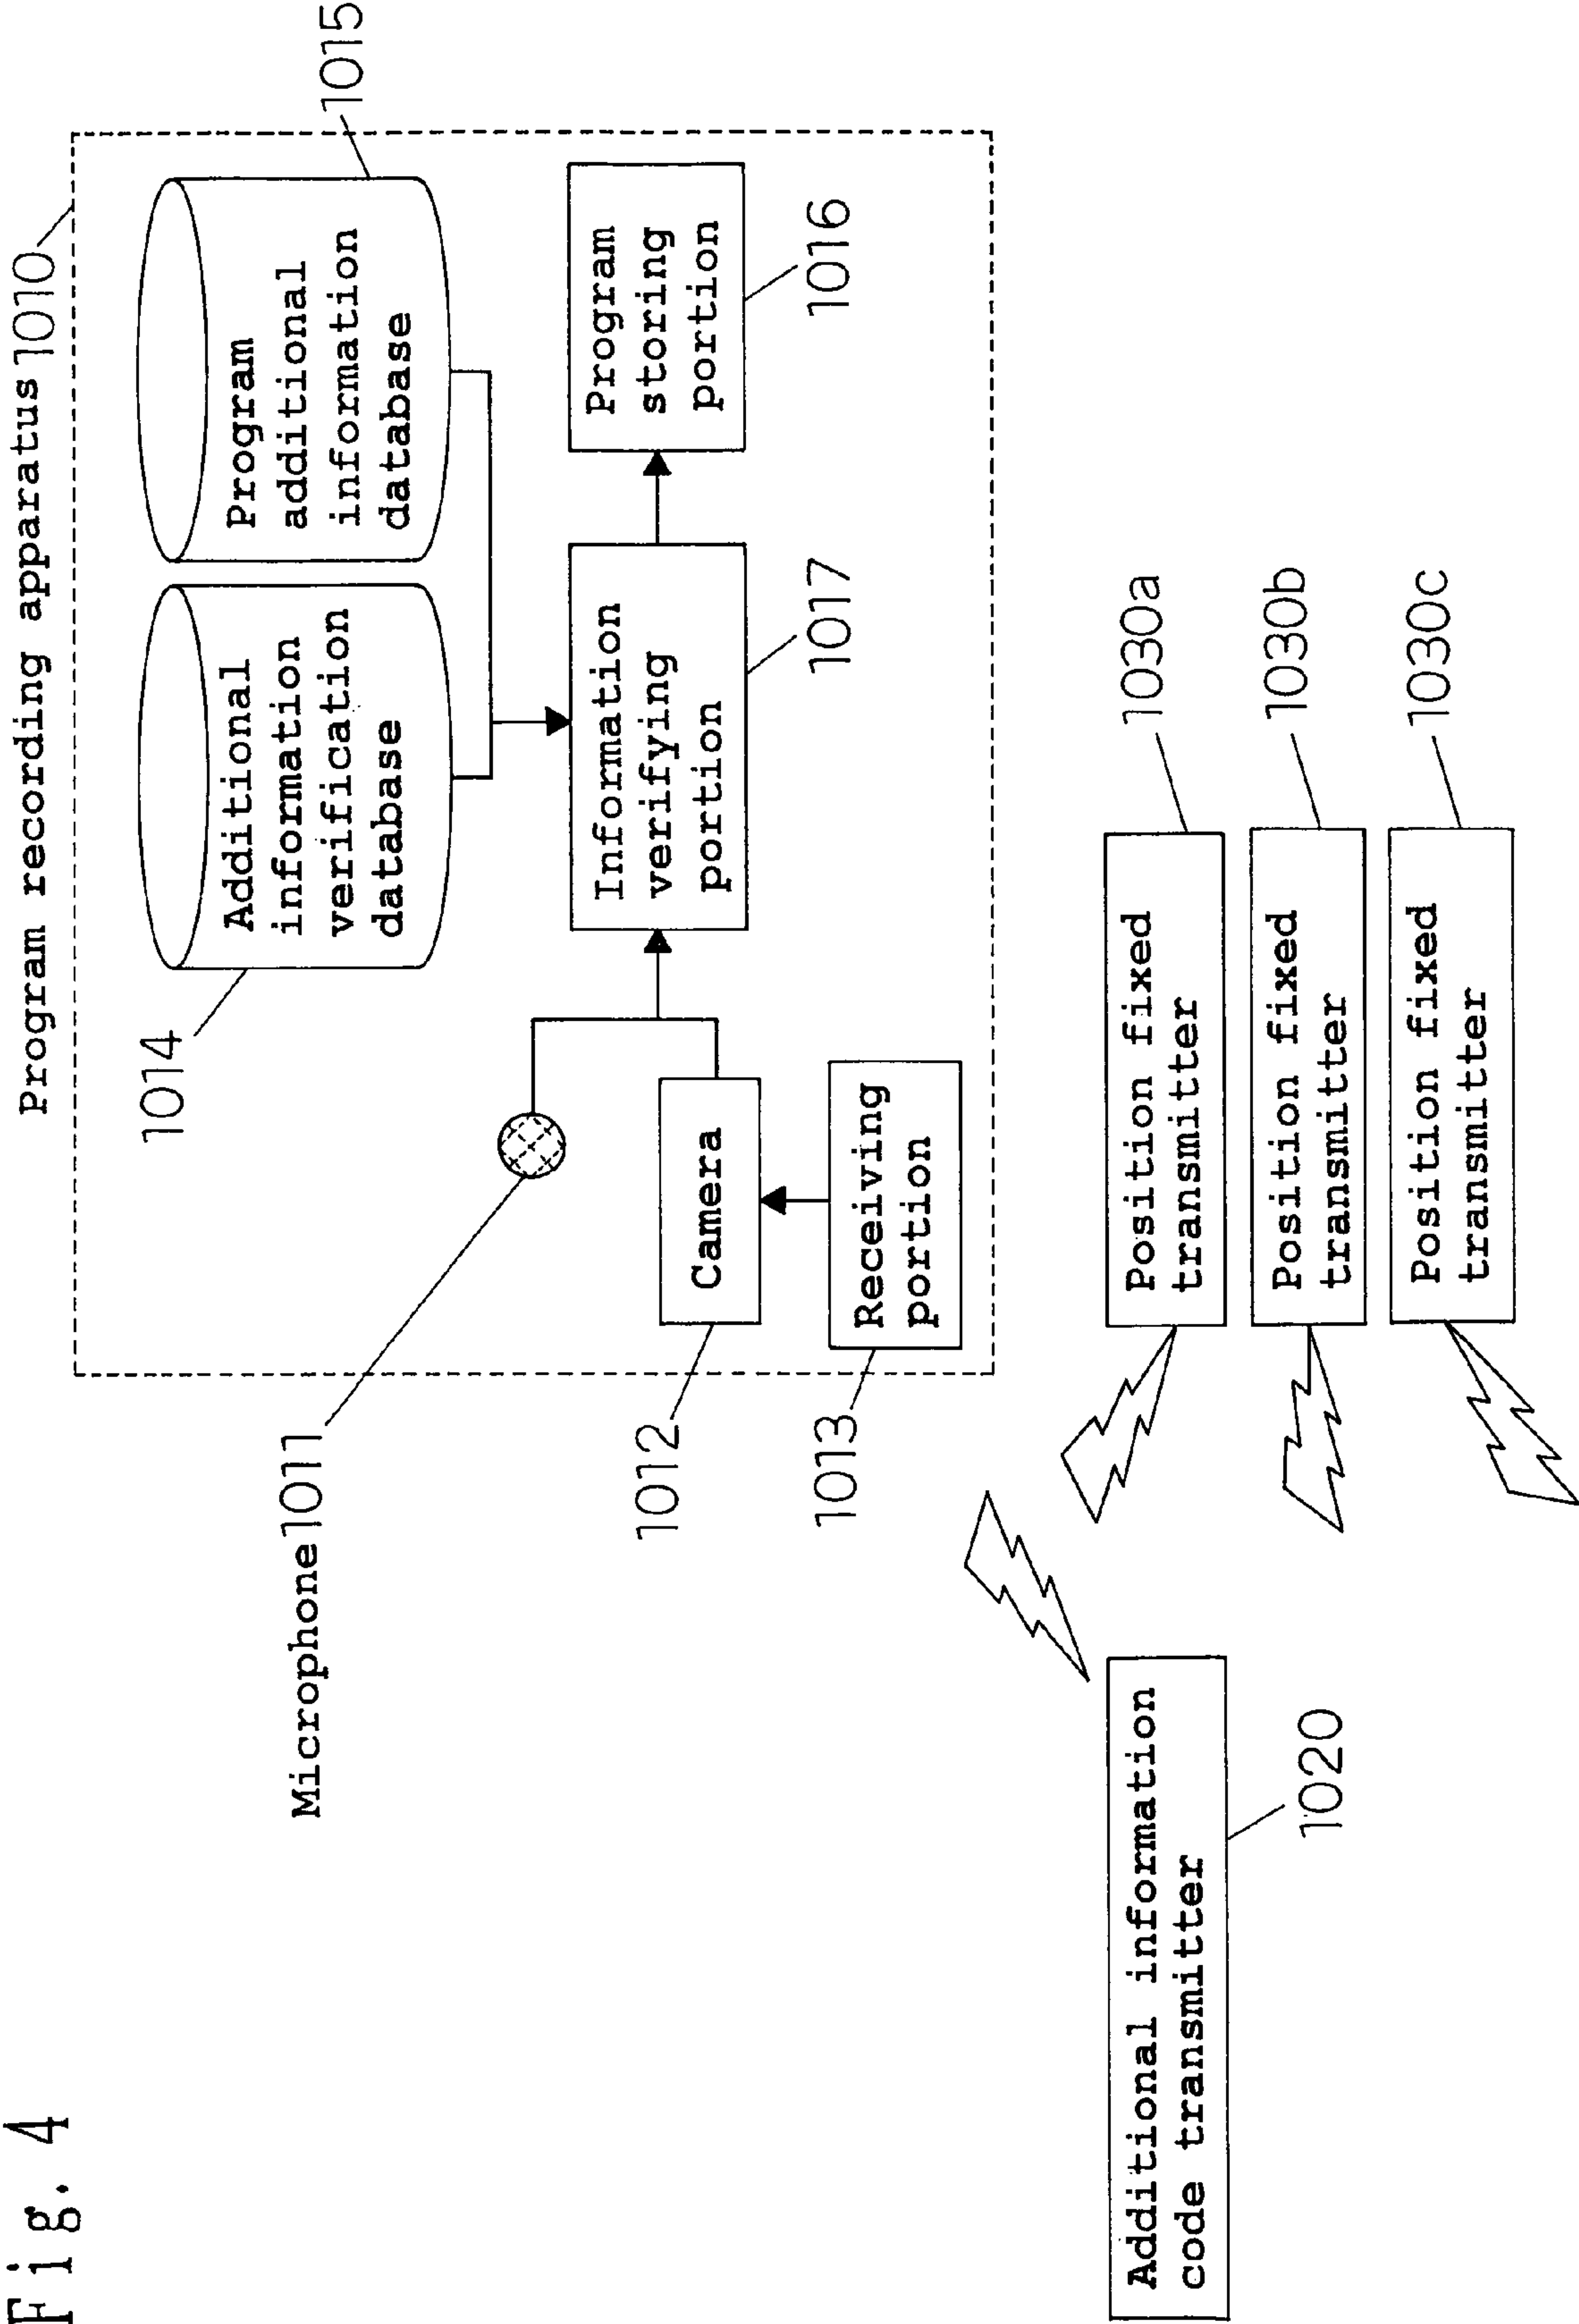 Fig. 4
Program recording apparatus 1010
1014
Additional
information
verification
database
Program
additional
information
database
1015
Microphone 1011
Information
verifying
portion
1017
Program
storing
portion
1016
1012
Camera
1013
Receiving
portion
Additional information
code transmitter
1020
Position fixed
transmitter
1030a
Position fixed
transmitter
1030b
Position fixed
transmitter
1030c